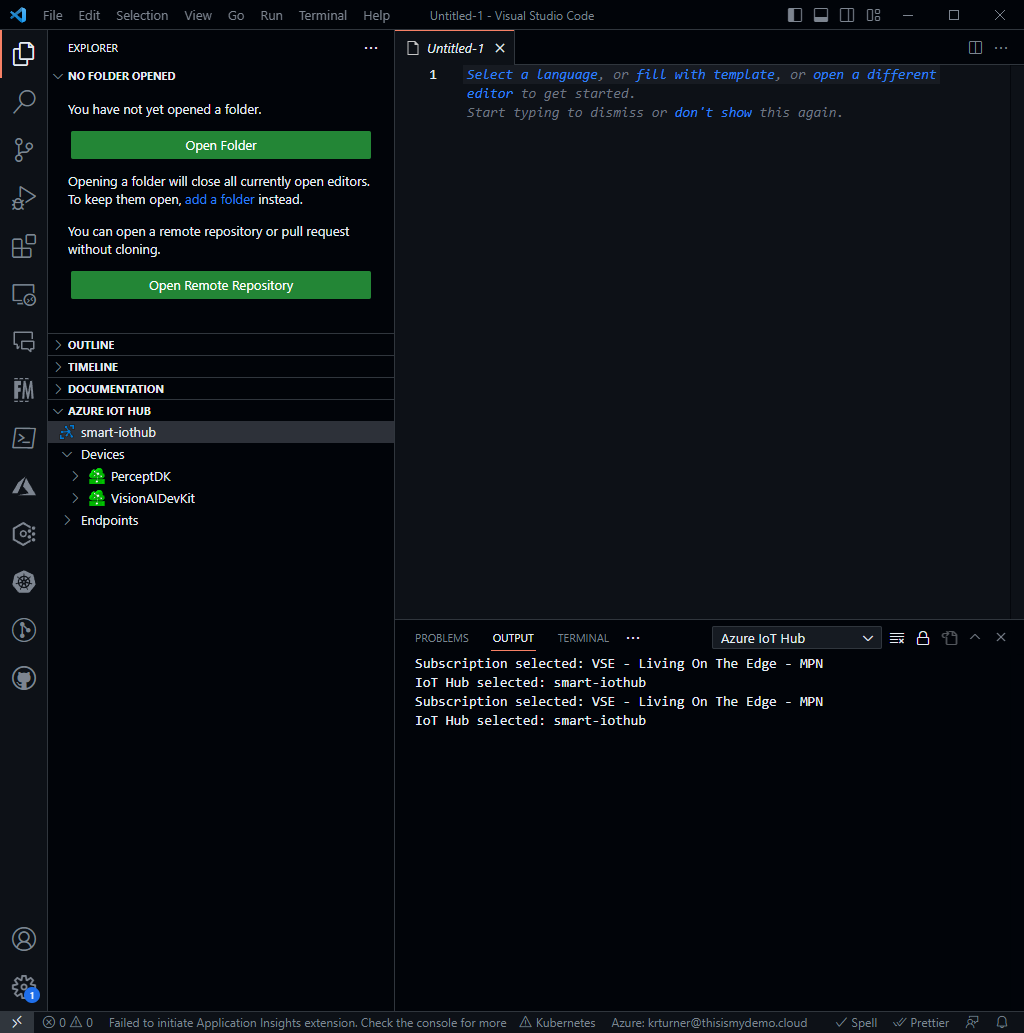 File Edit Selection View Go Run Terminal Help Untitled-1 - Visual Studio Code
EXPLORER
NO FOLDER OPENED
You have not yet opened a folder.
Open Folder
Opening a folder will close all currently open editors.
To keep them open, add a folder instead.
You can open a remote repository or pull request
without cloning.
Open Remote Repository
OUTLINE
TIMELINE
DOCUMENTATION
AZURE IOT HUB
smart-iothub
Devices
PerceptDK
VisionAIDevKit
Endpoints
FM
1
Untitled-1
1 Select a language, or fill with template, or open a different
editor to get started.
Start typing to dismiss or don't show this again.
PROBLEMS OUTPUT TERMINAL Azure IoT Hub
Subscription selected: VSE - Living On The Edge - MPN
IoT Hub selected: smart-iothub
Subscription selected: VSE - Living On The Edge - MPN
IoT Hub selected: smart-iothub
0 0 Failed to initiate Application Insights extension. Check the console for more Kubernetes Azure: krturner@thisismydemo.cloud Spell Prettier